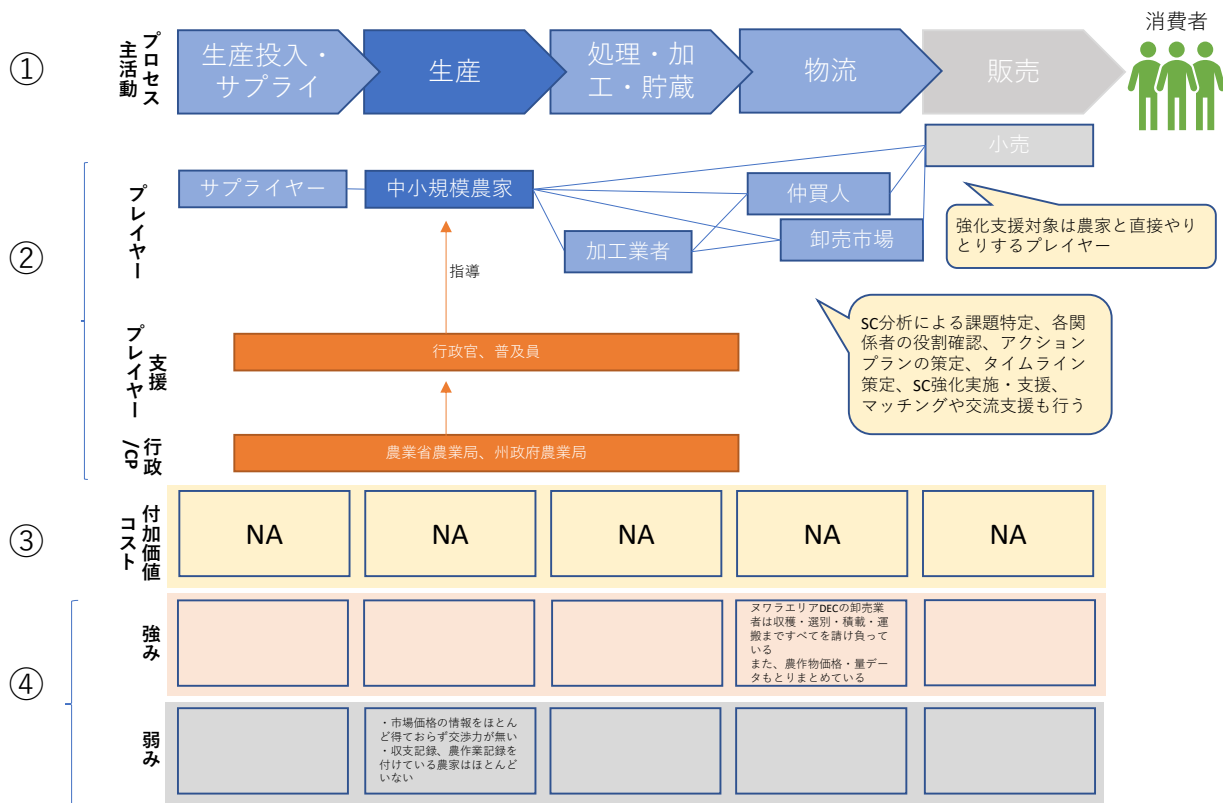 消費者
①
プロセス
主活動
生産投入・
サプライ
生産
処理・加
工・貯蔵
物流
販売
小売
②
プレイヤー
サプライヤー
中小規模農家
仲買人
卸売市場
加工業者
強化支援対象は農家と直接やり
とりするプレイヤー
指導
SC分析による課題特定、各関
係者の役割確認、アクション
プランの策定、タイムライン
策定、SC強化実施・支援、
マッチングや交流支援も行う
支援
プレイヤー
行政官、普及員
行政
/CP
農業省農業局、州政府農業局
③
付加価値
コスト
NA
NA
NA
NA
NA
④
強み
ヌワラエリアDECの卸売業
者は収穫・選別・積載・運
搬まですべてを請け負って
いる
また、農作物価格・量デー
タもとりまとめている
弱み
・市場価格の情報をほとん
ど得ておらず交渉力が無い
・収支記録、農作業記録を
付けている農家はほとんど
いない